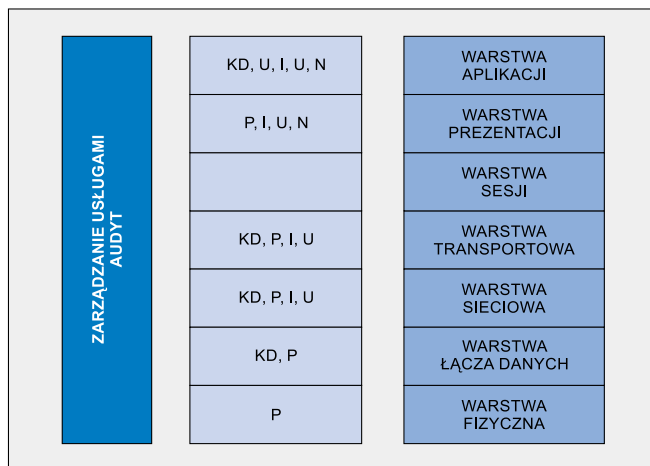 ZARZĄDZANIE USŁUGAMI
AUDYT
KD, U, I, U, N
WARSTWA
APLIKACJI
P, I, U, N
WARSTWA
PREZENTACJI
WARSTWA
SESJI
KD, P, I, U
WARSTWA
TRANSPORTOWA
KD, P, I, U
WARSTWA
SIECIOWA
KD, P
WARSTWA
ŁĄCZA DANYCH
P
WARSTWA
FIZYCZNA